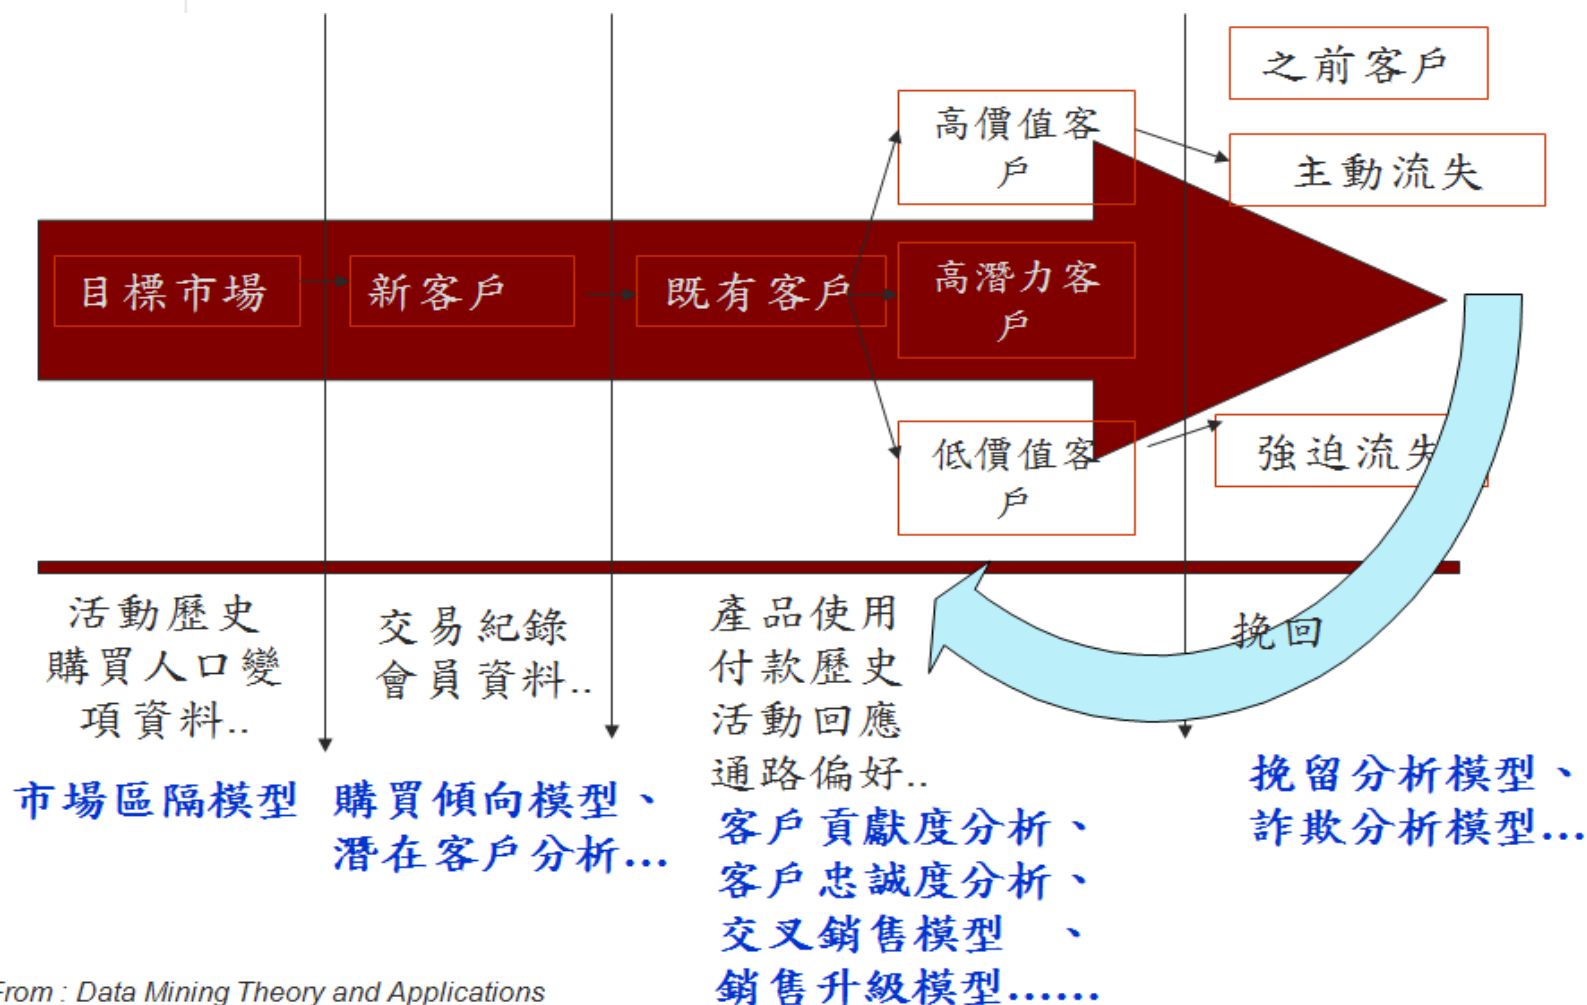 之前客戶
高價值客
戶
主動流失
目標市場
新客戶
既有客戶
高潛力客
戶
低價值客
戶
強迫流失
活動歷史
購買人口變
項資料..
交易紀錄
會員資料..
產品使用
付款歷史
活動回應
通路偏好..
挽回
市場區隔模型
購買傾向模型、
潛在客戶分析...
客戶貢獻度分析、
客戶忠誠度分析、
交叉銷售模型 、
銷售升級模型......
挽留分析模型、
詐欺分析模型...
From : Data Mining Theory and Applications